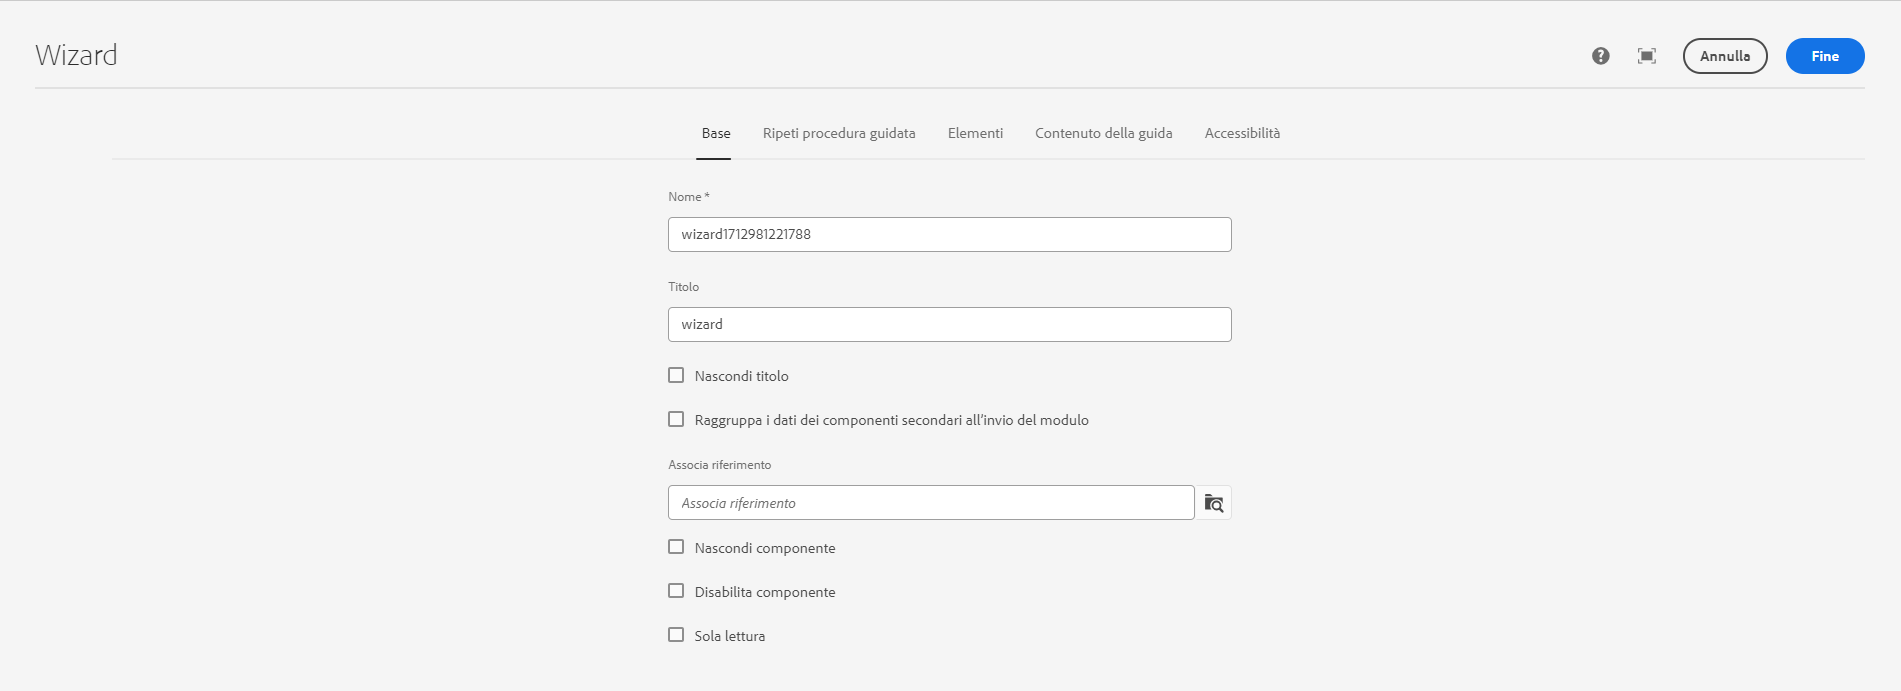 Wizard
Annulla
Fine
Base
Ripeti procedura guidata
Elementi
Contenuto della guida
Accessibilità
Nome *
wizard1712981221788
Titolo
wizard
Nascondi titolo
Raggruppa i dati dei componenti secondari all'invio del modulo
Associa riferimento
Associa riferimento
Nascondi componente
Disabilita componente
Sola lettura